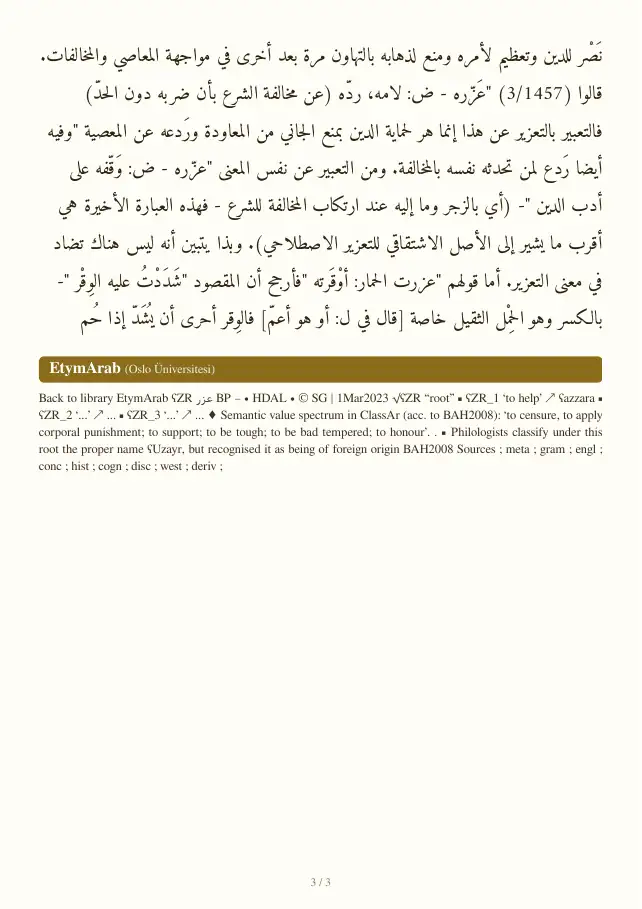 نَصْر للدين وتعظيم لأمره ومنع لذهابه بالتهاون مرة بعد أخرى في مواجهة المعاصي والمخالفات.
قالوا (3/1457) "عَزّره - ض: لامه، ردّه (عن مخالفة الشرع بأن ضربه دون الحدّ)
فالتعبير بالتعزير عن هذا إنما هر لحماية الدين بمنع الجاني من المعاودة ورَدعه عن المعصية "وفيه
أيضا رَدع لمن تحدثه نفسه بالمخالفة. ومن التعبير عن نفس المعنى "عزّره - ض: وَقّفه على
أدب الدين "- (أي بالزجر وما إليه عند ارتكاب المخالفة للشرع - فهذه العبارة الأخيرة هي
أقرب ما يشير إلى الأصل الاشتقاقي للتعزير الاصطلاحي). وبذا يتبين أنه ليس هناك تضاد
في معنى التعزير. أما قولهم "عزرت الحمار: أوْقَرته "فأرجح أن المقصود "شَدَدْتُ عليه الوِقْر "-
بالكسر وهو الحِْمل الثقيل خاصة [قال في ل: أو هو أعمّ] فالوِقر أحرى أن يُشَدّ إذا حُم
EtymArab (Oslo Üniversitesi)
Back to library EtymArab ʕZR عزر BP – • HDAL • © SG | 1Mar2023 √ʕZR “root” ▪ ʕZR_1 ‘to help’ ↗ ʕazzara ▪
ʕZR_2 ‘...’ ↗ ... ▪ ʕZR_3 ‘...’ ↗ ... ♦ Semantic value spectrum in ClassAr (acc. to BAH2008): ‘to censure, to apply
corporal punishment; to support; to be tough; to be bad tempered; to honour’. . ▪ Philologists classify under this
root the proper name ʕUzayr, but recognised it as being of foreign origin BAH2008 Sources ; meta ; gram ; engl ;
conc ; hist ; cogn ; disc ; west ; deriv ;
3 / 3